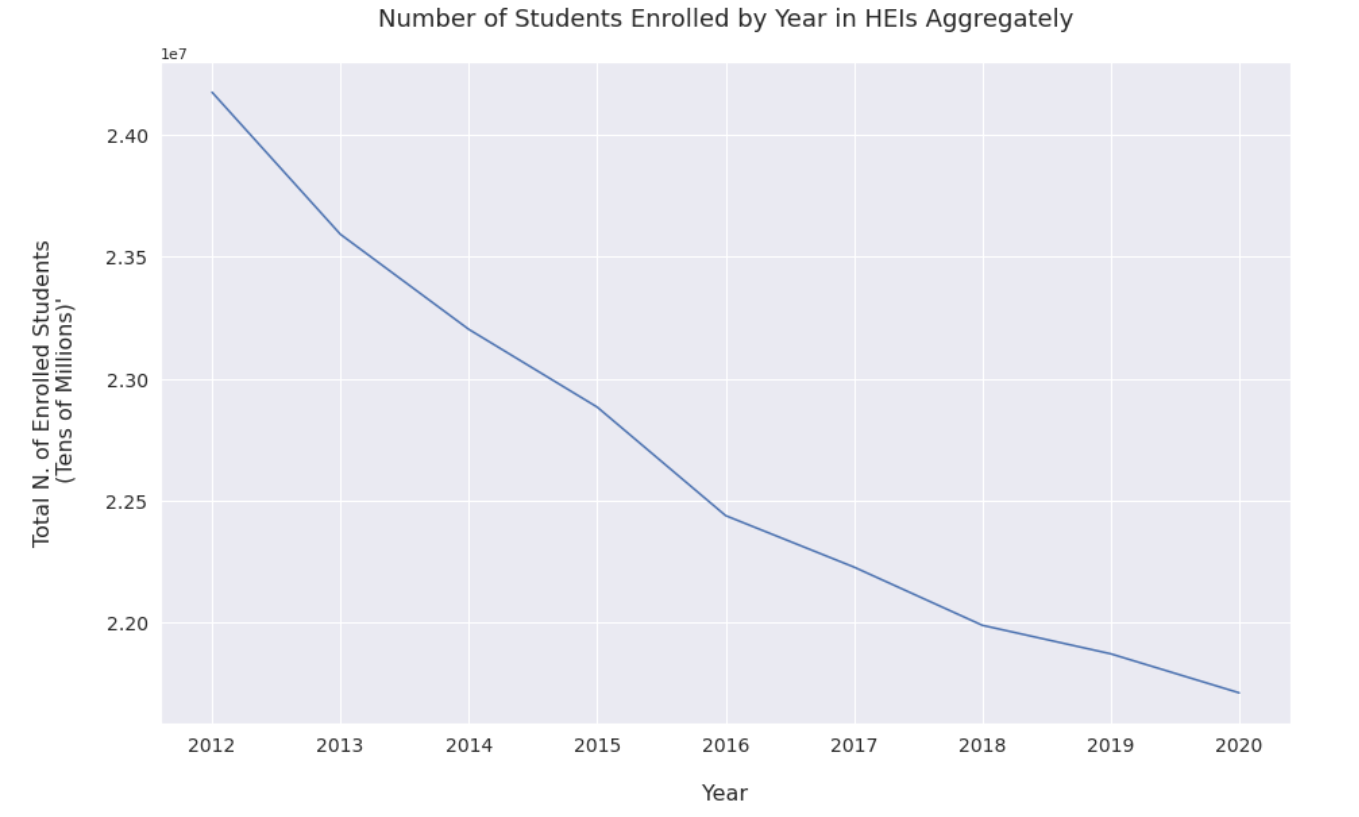 Number of Students Enrolled by Year in HEIs Aggregately
1e7
2.40
2.35
2.30
2.25
2.20
Total N. of Enrolled Students
(Tens of Millions)'
2012 2013 2014 2015 2016 2017 2018 2019 2020
Year